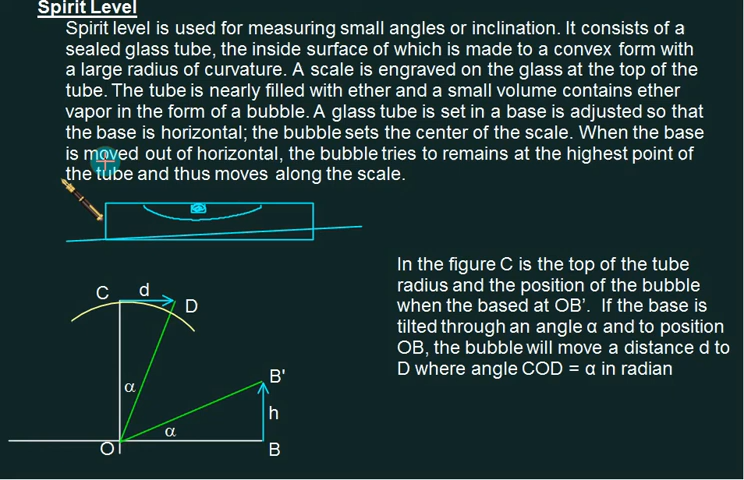 Spirit Level
Spirit level is used for measuring small angles or inclination. It consists of a
sealed glass tube, the inside surface of which is made to a convex form with
a large radius of curvature. A scale is engraved on the glass at the top of the
tube. The tube is nearly filled with ether and a small volume contains ether
vapor in the form of a bubble. A glass tube is set in a base is adjusted so that
the base is horizontal; the bubble sets the center of the scale. When the base
is moved out of horizontal, the bubble tries to remains at the highest point of
the tube and thus moves along the scale.
In the figure C is the top of the tube
radius and the position of the bubble
when the based at OB'. If the base is
tilted through an angle α and to position
OB, the bubble will move a distance d to
D where angle COD = α in radian
C d
D
α
B'
h
α
O
B